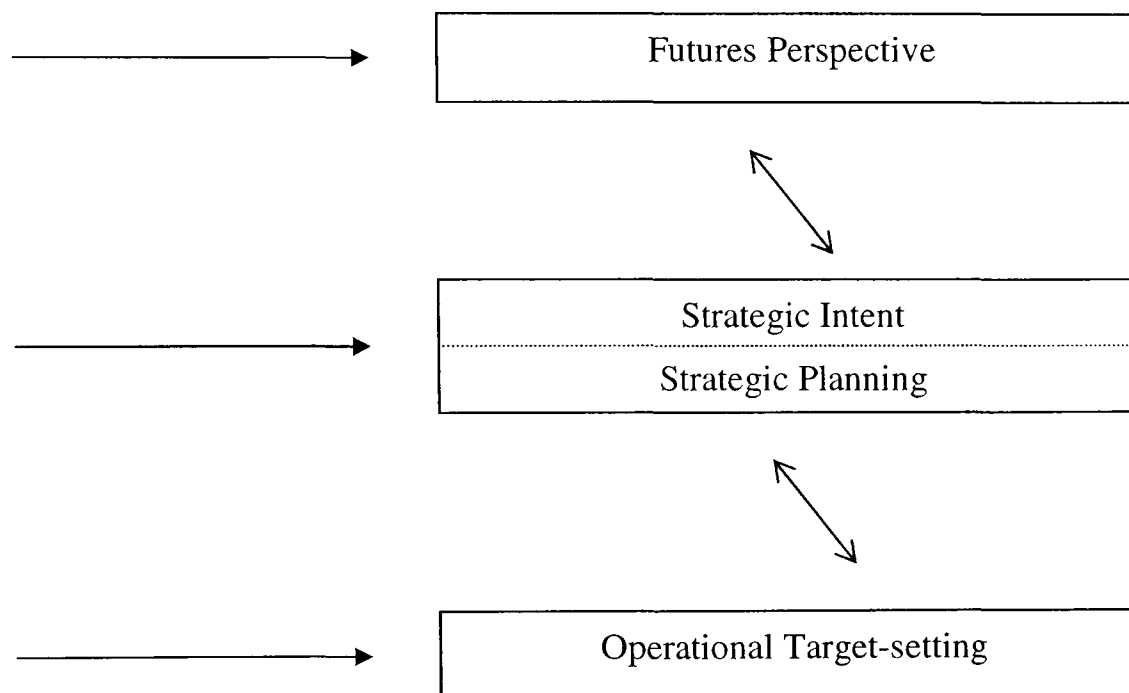 Futures Perspective
Strategic Intent
Strategic Planning
Operational Target-setting